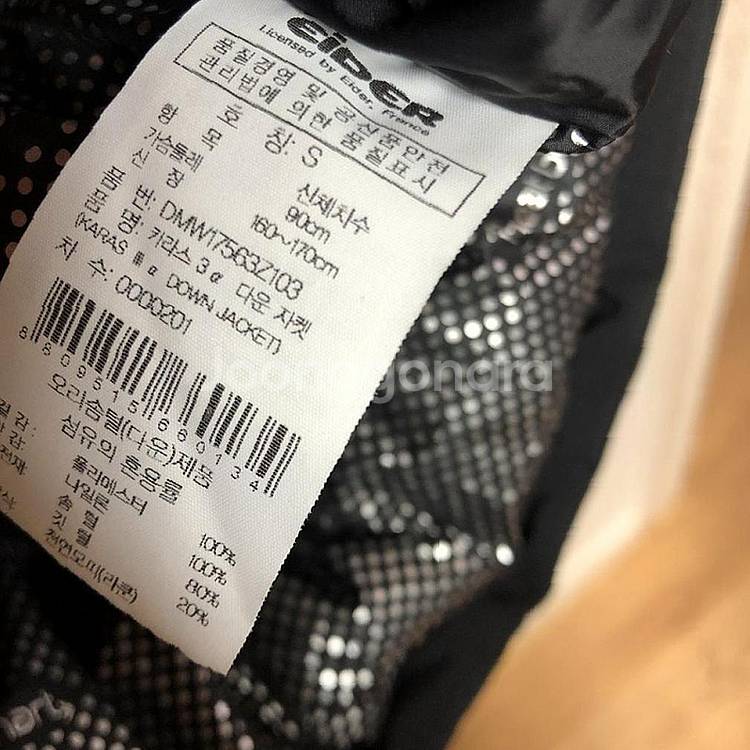 EiDER
Licensed by Eider, France
품질경영 및 공산품안전
관리법에 의한 품질표시
호 칭: S
항 목 신체치수
가슴둘레 90cm
신 장 160~170cm
품 번: DMW17563Z103
품 명: 카라스 3 α 다운 자켓
(KARAS Ⅲ α DOWN JACKET)
차 수: 0000201
8809515660134
오리솜털(다운)제품
섬유의 혼용률
폴리에스터 100%
나일론 100%
솜 털 80%
깃 털 20%
천연모피(라쿤)
joonggonara